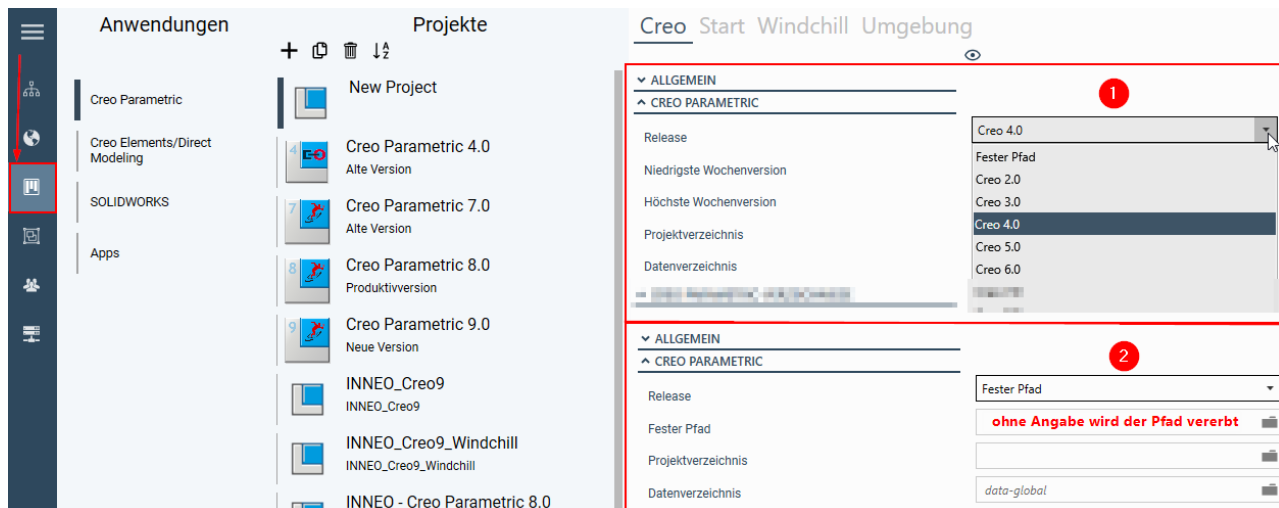 Anwendungen
Creo Parametric
Creo Elements/Direct
Modeling
SOLIDWORKS
Apps
Projekte
New Project
4
Creo Parametric 4.0
Alte Version
7
Creo Parametric 7.0
Alte Version
8
Creo Parametric 8.0
Produktivversion
9
Creo Parametric 9.0
Neue Version
INNEO_Creo9
INNEO_Creo9
INNEO_Creo9_Windchill
INNEO_Creo9_Windchill
INNEO - Creo Parametric 8.0
Creo Start Windchill Umgebung
ALLGEMEIN
1
CREO PARAMETRIC
Release Creo 4.0
Fester Pfad
Niedrigste Wochenversion Creo 2.0
Höchste Wochenversion Creo 3.0
Creo 4.0
Projektverzeichnis
Creo 5.0
Datenverzeichnis Creo 6.0
ALLGEMEIN
2
CREO PARAMETRIC
Release Fester Pfad
Fester Pfad ohne Angabe wird der Pfad vererbt
Projektverzeichnis
Datenverzeichnis data-global